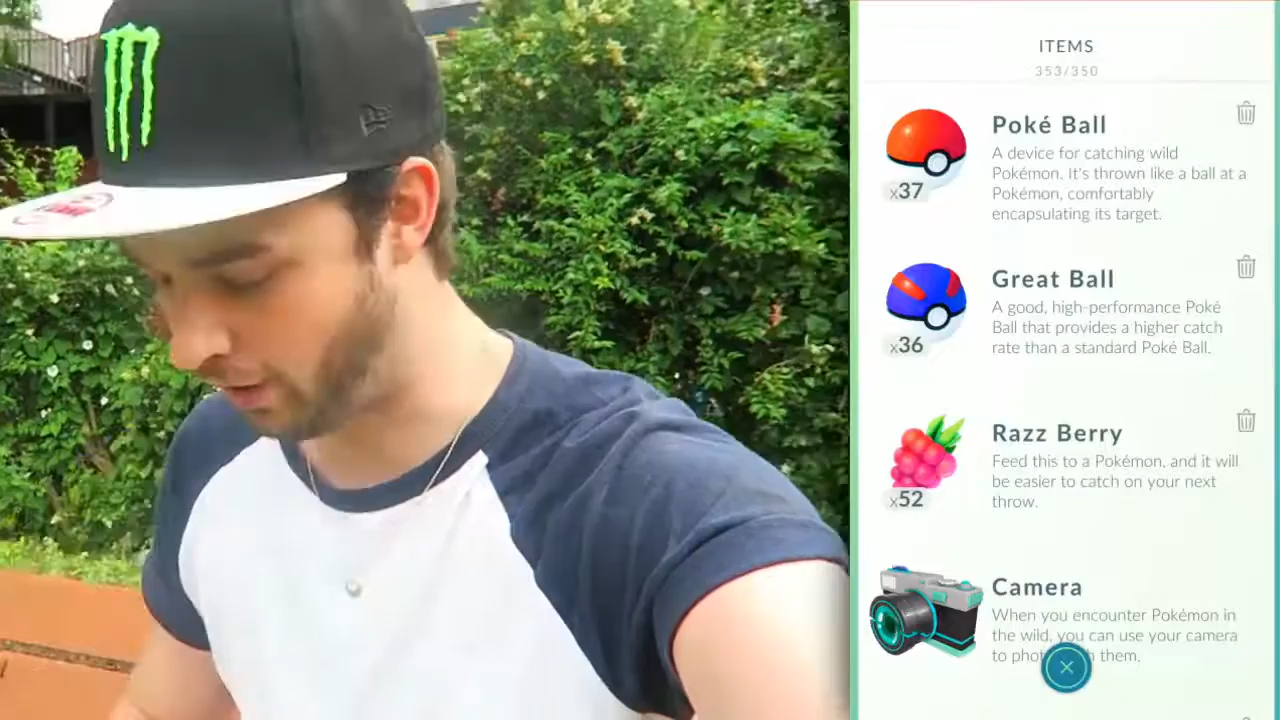 ITEMS
353/350
Poké Ball
A device for catching wild
Pokémon. It's thrown like a ball at a
Pokémon, comfortably
encapsulating its target.
x37
Great Ball
A good, high-performance Poké
Ball that provides a higher catch
rate than a standard Poké Ball.
x36
Razz Berry
Feed this to a Pokémon, and it will
be easier to catch on your next
throw.
x52
Camera
When you encounter Pokémon in
the wild, you can use your camera
to them.